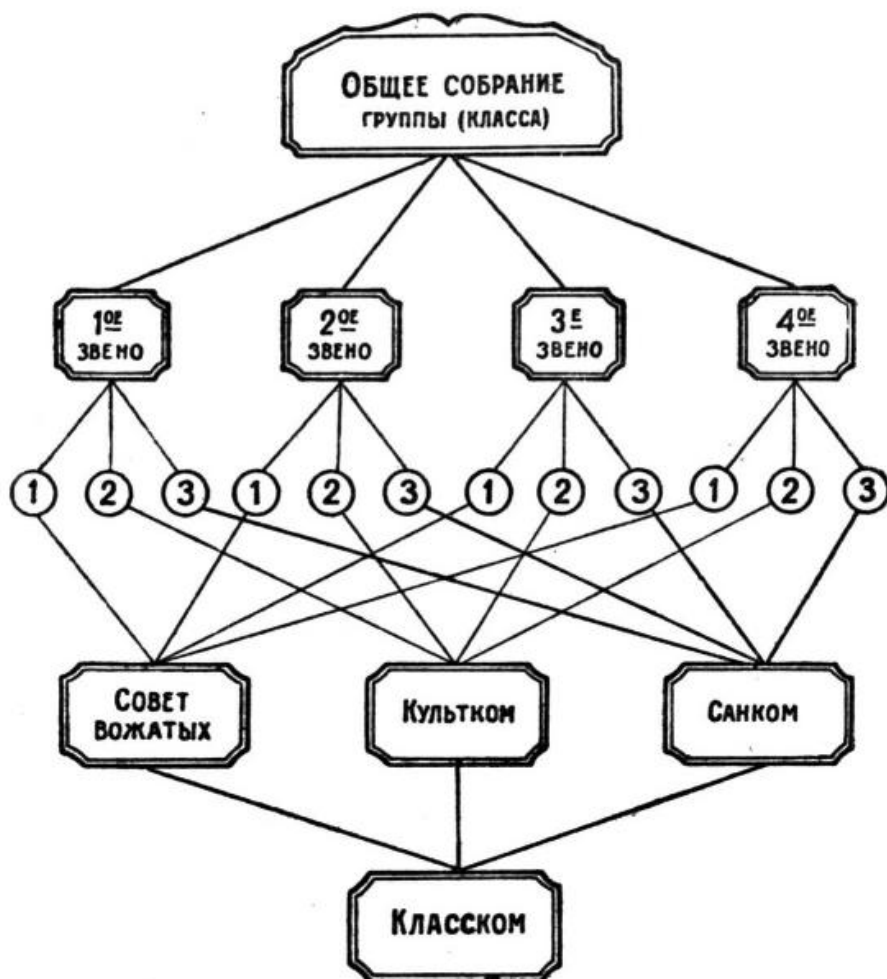 Общее собрание
группы (класса)
1ое
звено
2ое
звено
3е
звено
4ое
звено
1 2 3 1 2 3 1 2 3 1 2 3
Совет
вожатых
Культком
Санком
Класском